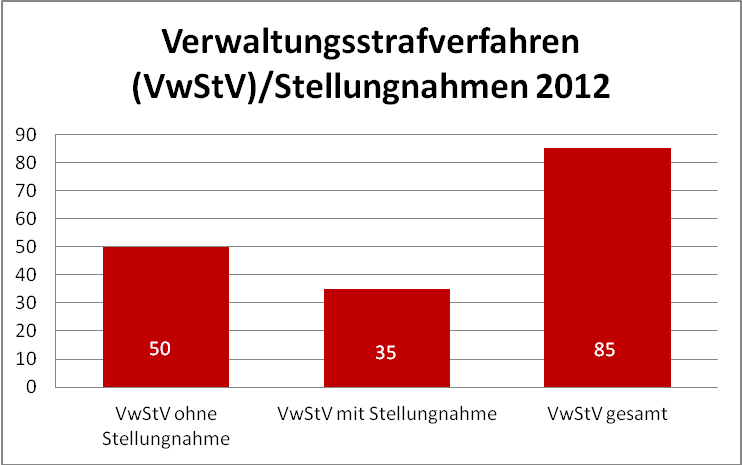 Verwaltungsstrafverfahren
(VwStV)/Stellungnahmen 2012
90
80
70
60
50
40
30
20
10
0
50
35
85
VwStV ohne
Stellungnahme
VwStV mit Stellungnahme
VwStV gesamt